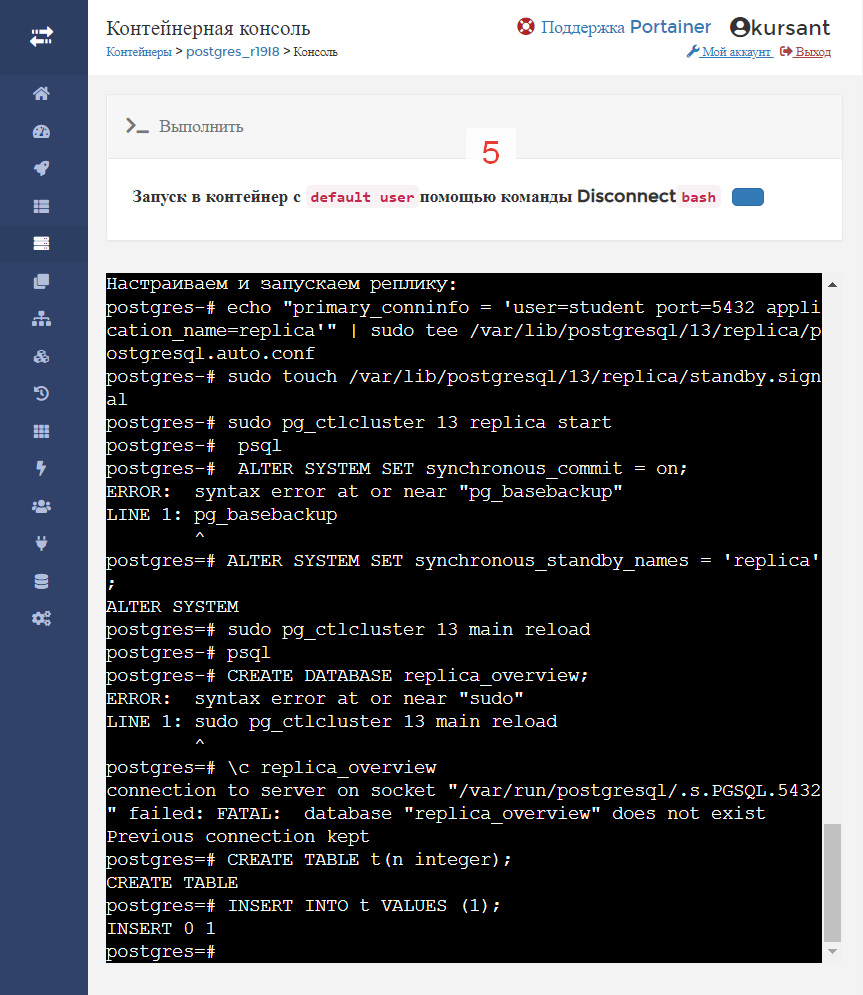 Контейнерная консоль
Поддержка Portainer
kursant
Контейнеры > postgres_r19l8 > Консоль
Мой аккаунт
Выход
Выполнить
5
Запуск в контейнер с default user помощью команды Disconnect bash
Настраиваем и запускаем реплику:
postgres-# echo "primary_conninfo = 'user=student port=5432 appli
cation_name=replica'" | sudo tee /var/lib/postgresql/13/replica/p
ostgresql.auto.conf
postgres-# sudo touch /var/lib/postgresql/13/replica/standby.sign
al
postgres-# sudo pg_ctlcluster 13 replica start
postgres-#  psql
postgres-#  ALTER SYSTEM SET synchronous_commit = on;
ERROR:  syntax error at or near "pg_basebackup"
LINE 1: pg_basebackup
        ^
postgres=# ALTER SYSTEM SET synchronous_standby_names = 'replica'
;
ALTER SYSTEM
postgres=# sudo pg_ctlcluster 13 main reload
postgres-# psql
postgres-# CREATE DATABASE replica_overview;
ERROR:  syntax error at or near "sudo"
LINE 1: sudo pg_ctlcluster 13 main reload
        ^
postgres=# \c replica_overview
connection to server on socket "/var/run/postgresql/.s.PGSQL.5432
" failed: FATAL:  database "replica_overview" does not exist
Previous connection kept
postgres=# CREATE TABLE t(n integer);
CREATE TABLE
postgres=# INSERT INTO t VALUES (1);
INSERT 0 1
postgres=#